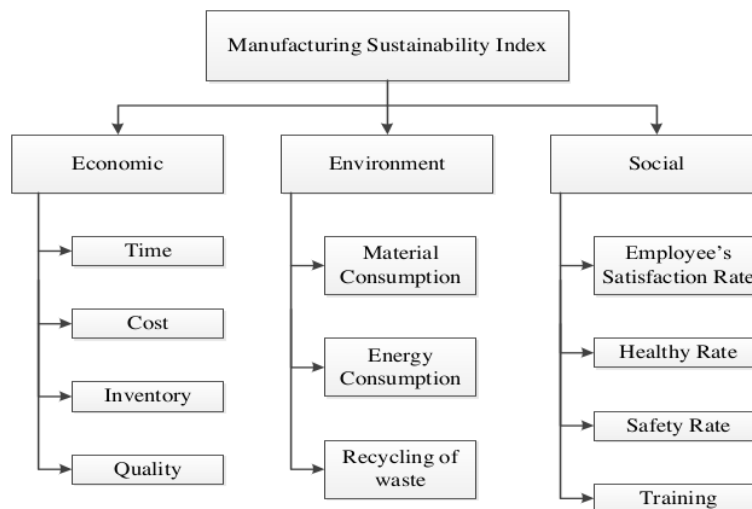 Manufacturing Sustainability Index
Economic
Environment
Social
Time
Cost
Inventory
Quality
Material
Consumption
Energy
Consumption
Recycling of
waste
Employee's
Satisfaction Rate
Healthy Rate
Safety Rate
Training